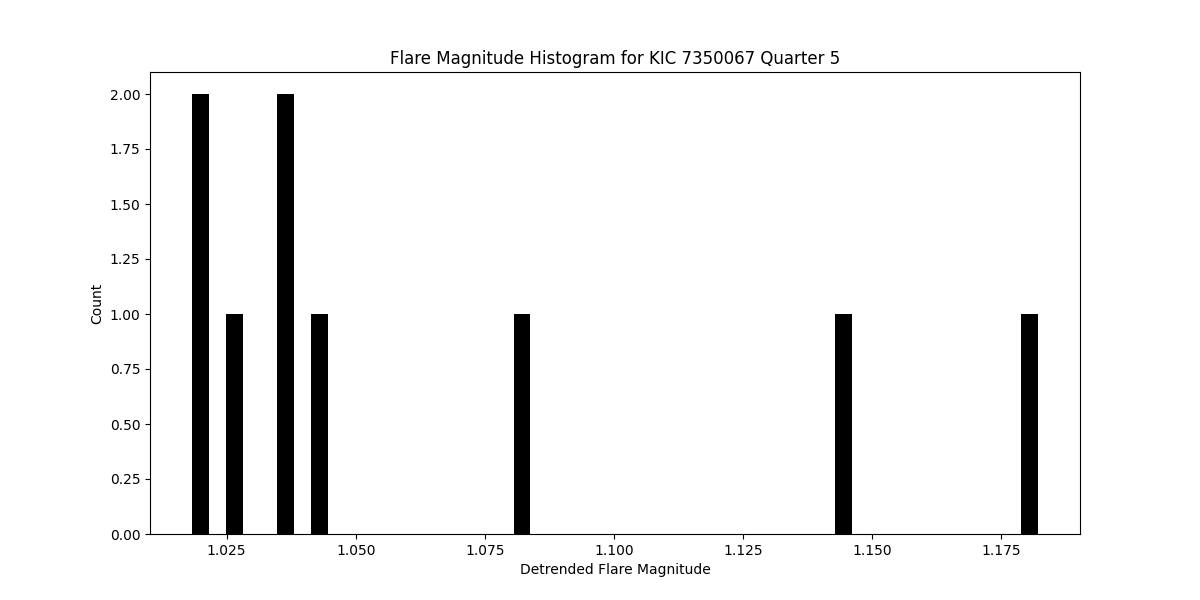 Flare Magnitude Histogram for KIC 7350067 Quarter 5
2.00
1.75
1.50
1.25
1.00
0.75
0.50
0.25
0.00
Count
1.025 1.050 1.075 1.100 1.125 1.150 1.175
Detrended Flare Magnitude